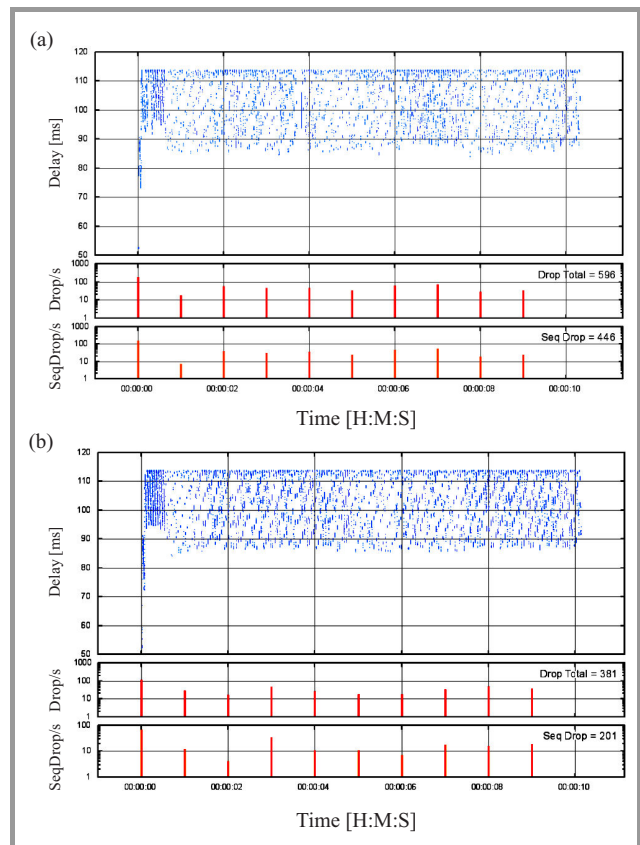 (a)
120
110
100
90
80
70
60
50
Delay [ms]
1000
100
10
1
Drop/s
Drop Total = 596
1000
100
10
1
SeqDrop/s
Seq Drop = 446
00:00:00 00:00:02 00:00:04 00:00:06 00:00:08 00:00:10
Time [H:M:S]
(b)
120
110
100
90
80
70
60
50
Delay [ms]
1000
100
10
1
Drop/s
Drop Total = 381
100
10
1
SeqDrop/s
Seq Drop = 201
00:00:00 00:00:02 00:00:04 00:00:06 00:00:08 00:00:10
Time [H:M:S]